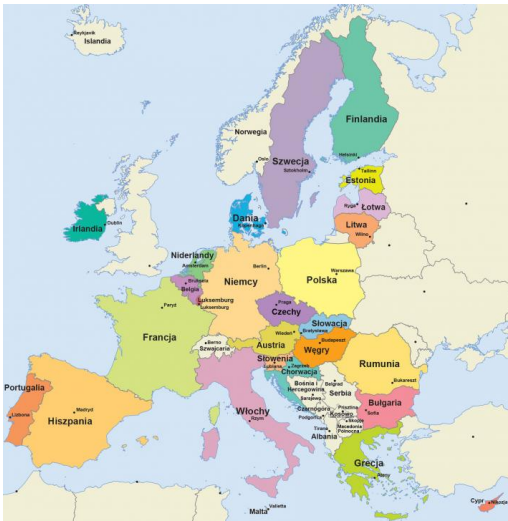 Reykjavik
Islandia
Finlandia
Norwegia
Szwecja
Oslo
Helsinki
Sztokholm
Tallinn
Estonia
Ryga
Łotwa
Litwa
Wilno
Dania
Kopenhaga
Dublin
Irlandia
Niderlandy
Amsterdam
Berlin
Niemcy
Warszawa
Polska
Bruksela
Belgia
Luksemburg
Luksemburg
Praga
Czechy
Paryż
Francja
Słowacja
Bratysława
Wiedeń
Austria
Budapeszt
Węgry
Berno
Szwajcaria
Słowenia
Lublana
Zagrzeb
Chorwacja
Rumunia
Bukareszt
Bośnia i
Hercegowina
Sarajewo
Belgrad
Serbia
Portugalia
Lizbona
Madryt
Hiszpania
Włochy
Rzym
Czarnogóra
Podgorica
Prisztina
Kosowo
Sofia
Bułgaria
Skopje
Macedonia
Północna
Tirana
Albania
Grecja
Ateny
Valletta
Malta
Cypr
Nikozja